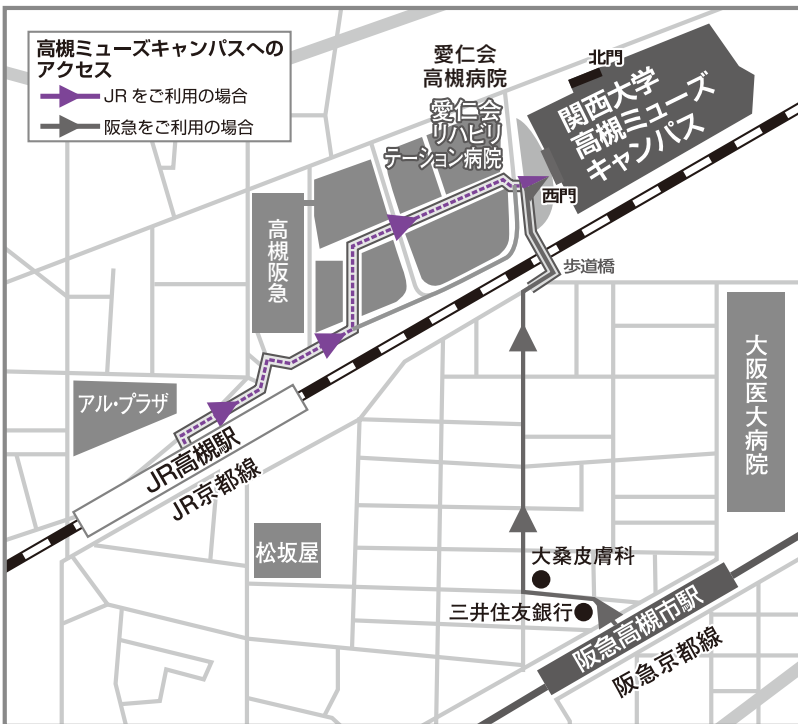 高槻ミューズキャンパスへの
アクセス
JRをご利用の場合
阪急をご利用の場合
愛仁会
高槻病院
愛仁会
リハビリ
テーション病院
北門
関西大学
高槻ミューズ
キャンパス
西門
高槻阪急
歩道橋
大阪医大病院
アル・プラザ
JR高槻駅
JR京都線
松坂屋
大桑皮膚科
三井住友銀行
阪急高槻市駅
阪急京都線